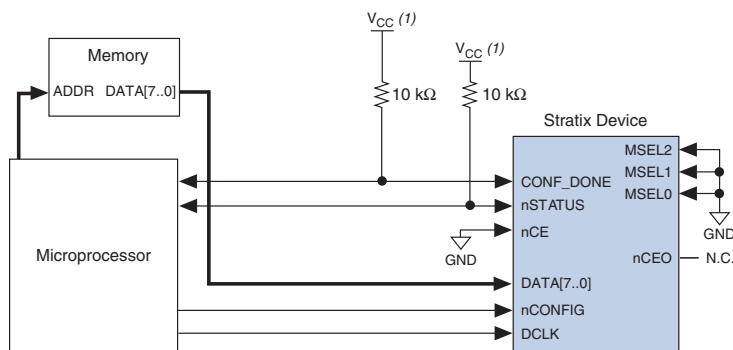 VCC (1)
VCC (1)
Memory
ADDR DATA[7..0]
10 kΩ
10 kΩ
Stratix Device
MSEL2
MSEL1
MSEL0
GND
CONF_DONE
nSTATUS
nCE
GND
nCEO
N.C.
Microprocessor
DATA[7..0]
nCONFIG
DCLK